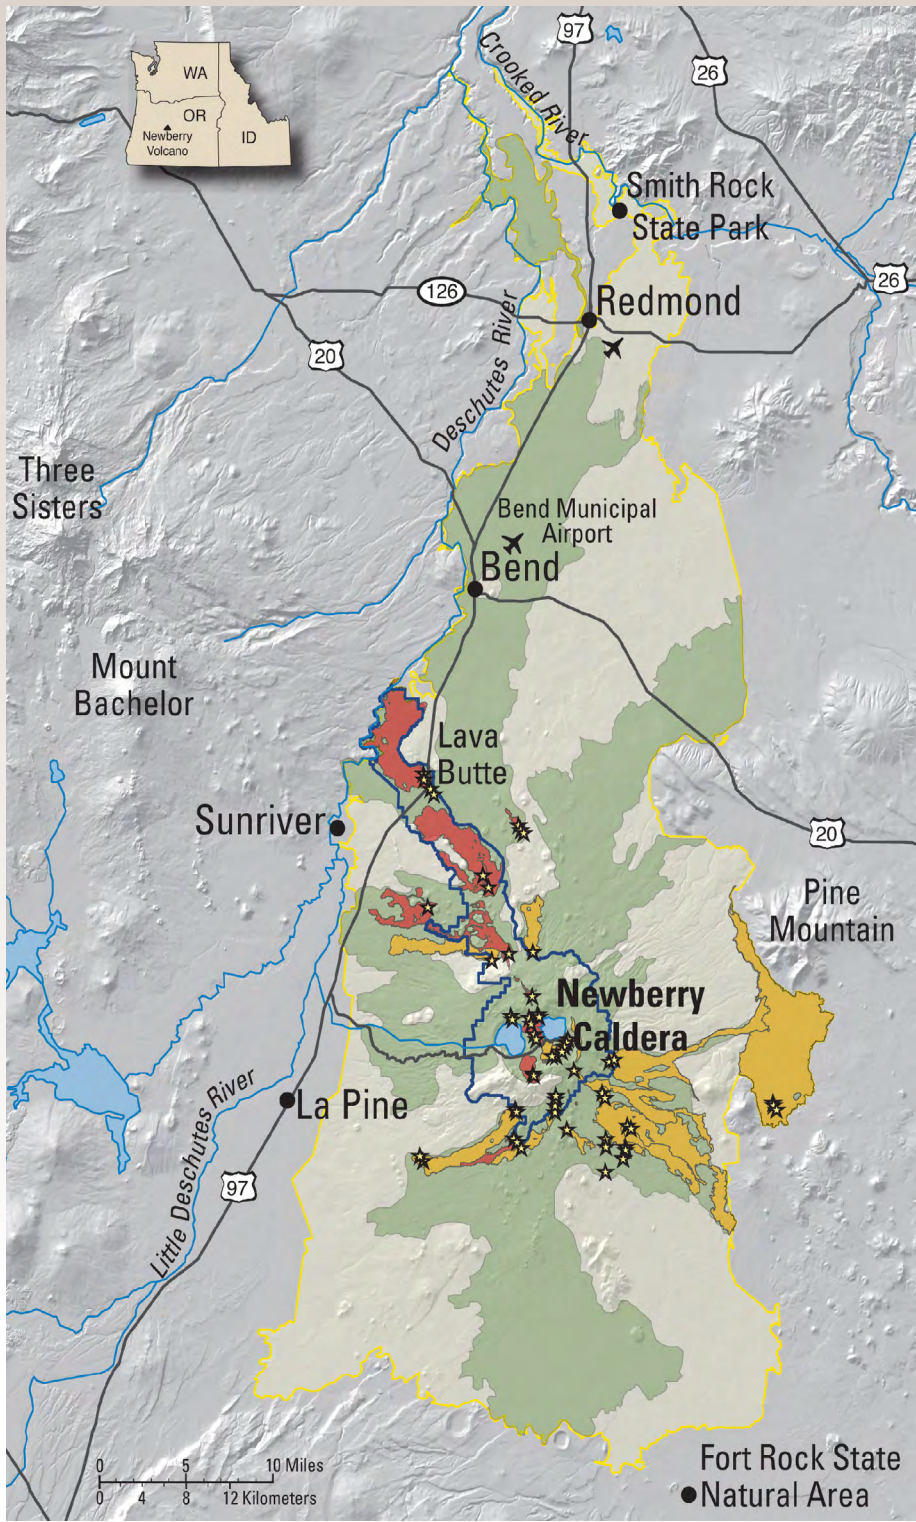 97
26
Crooked River
WA
OR
Newberry
Volcano
ID
Smith Rock
State Park
26
126
Redmond
20
Deschutes River
Three
Sisters
Bend Municipal
Airport
Bend
Mount
Bachelor
Lava
Butte
Sunriver
20
Pine
Mountain
Newberry
Caldera
La Pine
Little Deschutes River
97
Fort Rock State
Natural Area
0 5 10 Miles
0 4 8 12 Kilometers